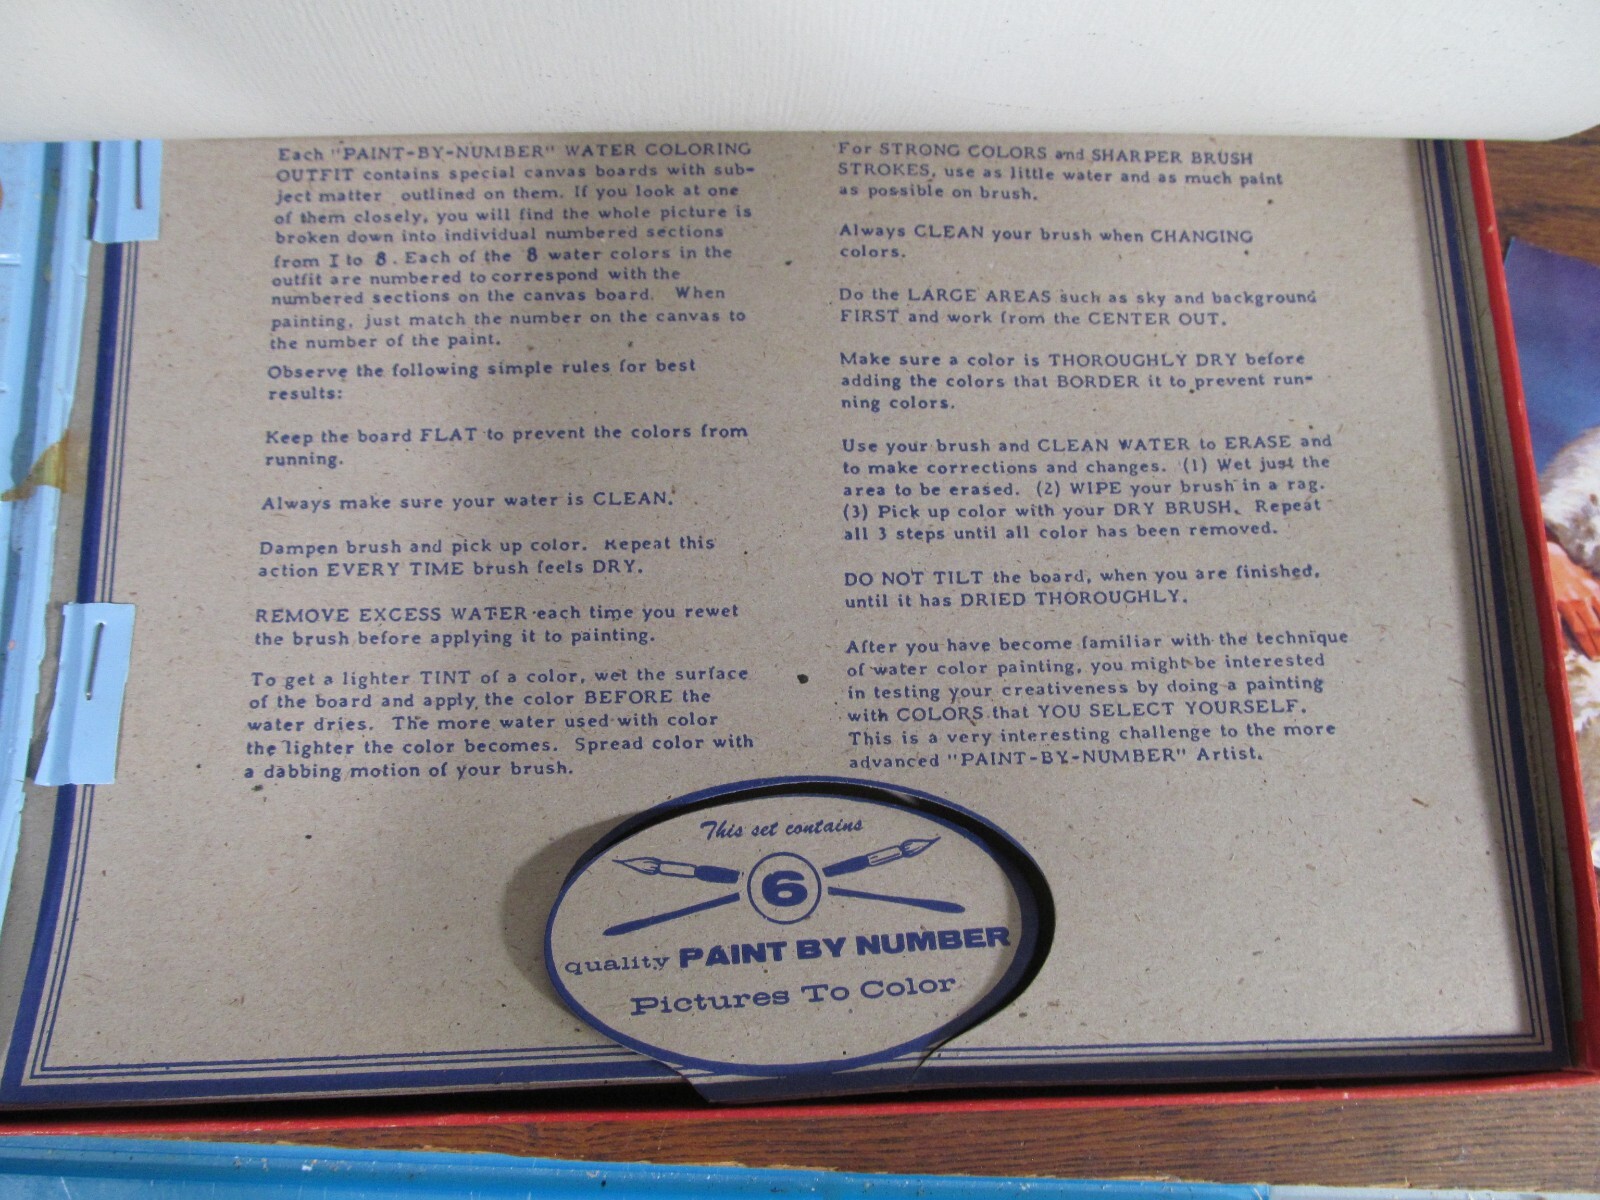 Each "PAINT-BY-NUMBER" WATER COLORING
OUTFIT contains special canvas boards with sub-
ject matter outlined on them. If you look at one
of them closely, you will find the whole picture is
broken down into individual numbered sections
from I to 8. Each of the 8 water colors in the
outfit are numbered to correspond with the
numbered sections on the canvas board. When
painting, just match the number on the canvas to
the number of the paint.
Observe the following simple rules for best
results:
Keep the board FLAT to prevent the colors from
running.
Always make sure your water is CLEAN.
Dampen brush and pick up color. Repeat this
action EVERY TIME brush feels DRY.
REMOVE EXCESS WATER each time you rewet
the brush before applying it to painting.
To get a lighter TINT of a color, wet the surface
of the board and apply the color BEFORE the
water dries. The more water used with color
the lighter the color becomes. Spread color with
a dabbing motion of your brush.
For STRONG COLORS and SHARPER BRUSH
STROKES, use as little water and as much paint
as possible on brush.
Always CLEAN your brush when CHANGING
colors.
Do the LARGE AREAS such as sky and background
FIRST and work from the CENTER OUT.
Make sure a color is THOROUGHLY DRY before
adding the colors that BORDER it to prevent run-
ning colors.
Use your brush and CLEAN WATER to ERASE and
to make corrections and changes. (1) Wet just the
area to be erased. (2) WIPE your brush in a rag.
(3) Pick up color with your DRY BRUSH. Repeat
all 3 steps until all color has been removed.
DO NOT TILT the board, when you are finished,
until it has DRIED THOROUGHLY.
After you have become familiar with the technique
of water color painting, you might be interested
in testing your creativeness by doing a painting
with COLORS that YOU SELECT YOURSELF.
This is a very interesting challenge to the more
advanced "PAINT-BY-NUMBER" Artist.
This set contains
6
quality PAINT BY NUMBER
Pictures To Color